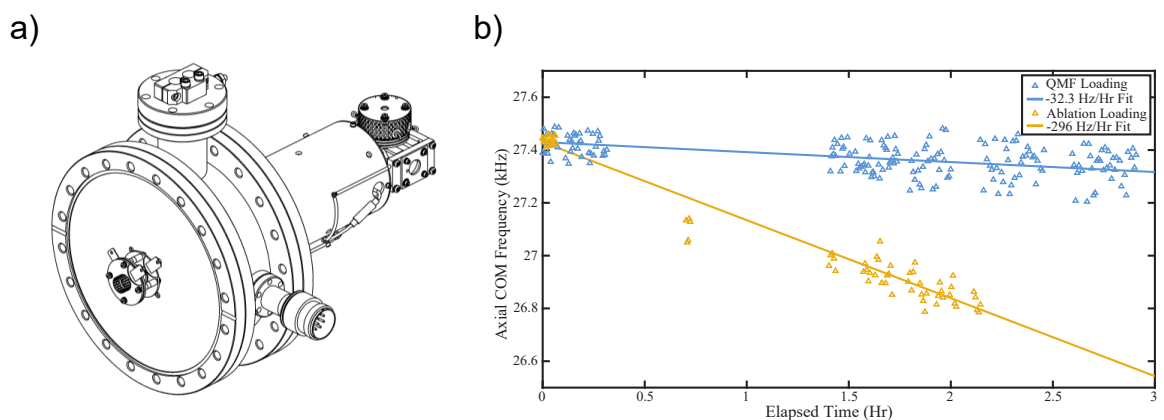 a)
b)
27.6
27.4
27.2
27
26.8
26.6
Axial COM Frequency (kHz)
0
0.5
1
1.5
2
2.5
3
Elapsed Time (Hr)
QMF Loading
-32.3 Hz/Hr Fit
Ablation Loading
-296 Hz/Hr Fit